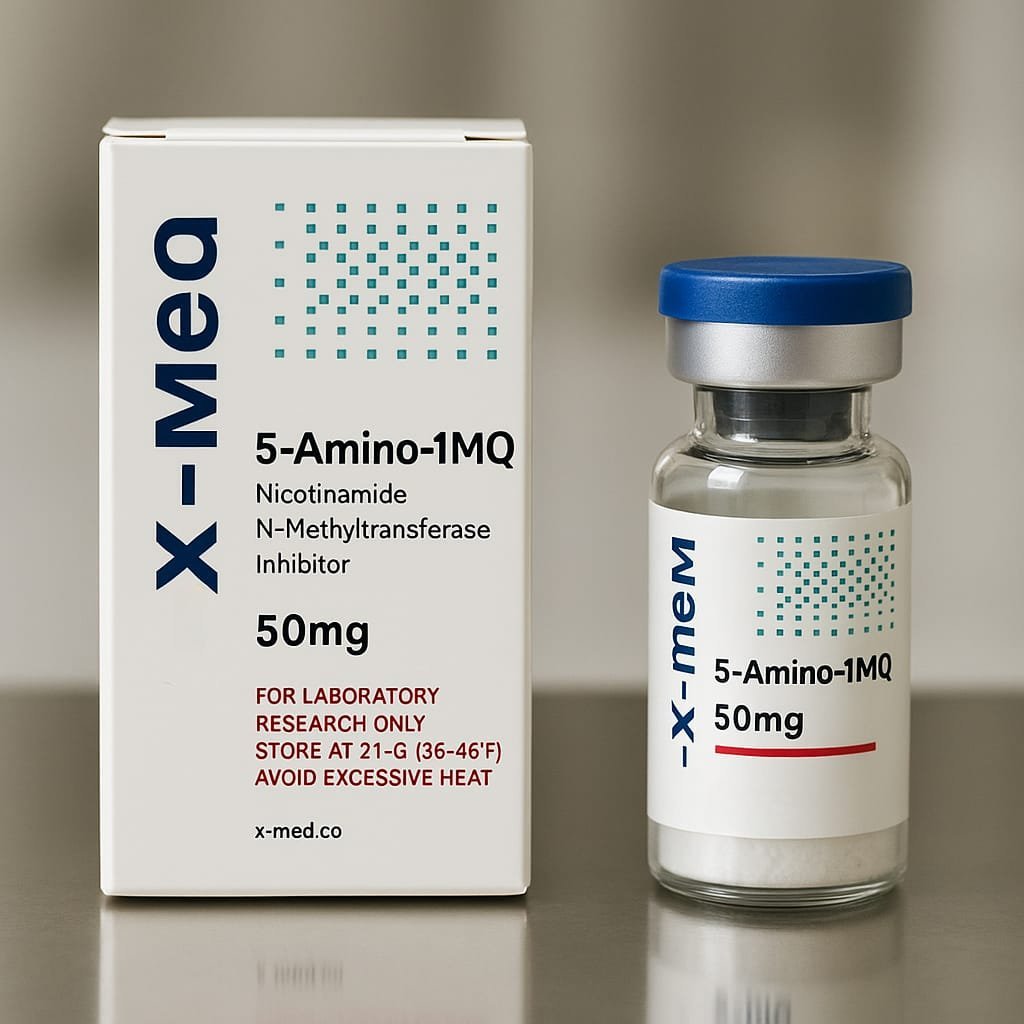 X-Med
5-Amino-1MQ
Nicotinamide
N-Methyltransferase
Inhibitor
50mg
FOR LABORATORY
RESEARCH ONLY
STORE AT 21-G (36-46'F)
AVOID EXCESSIVE HEAT
x-med.co
-X-meM
5-Amino-1MQ
50mg